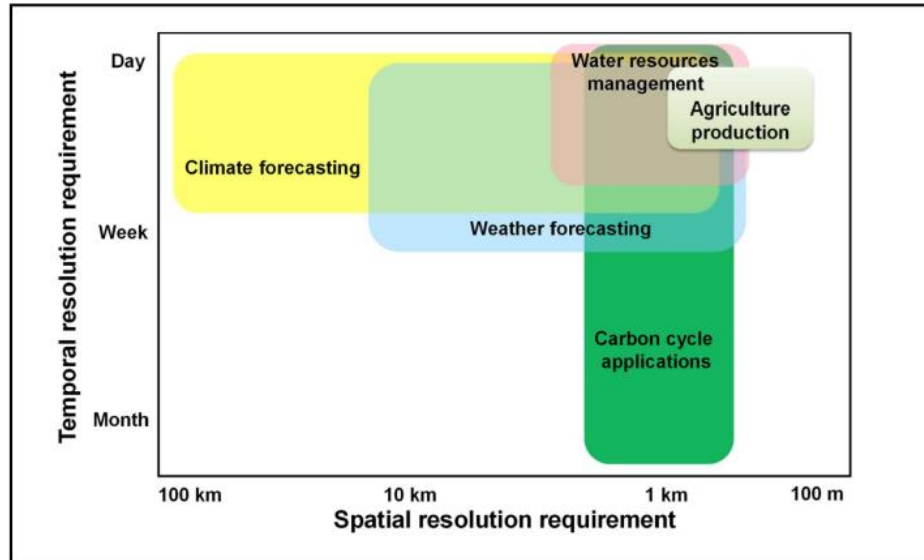 Temporal resolution requirement
Day
Week
Month
Water resources
management
Agriculture
production
Climate forecasting
Weather forecasting
Carbon cycle
applications
100 km
10 km
1 km
100 m
Spatial resolution requirement